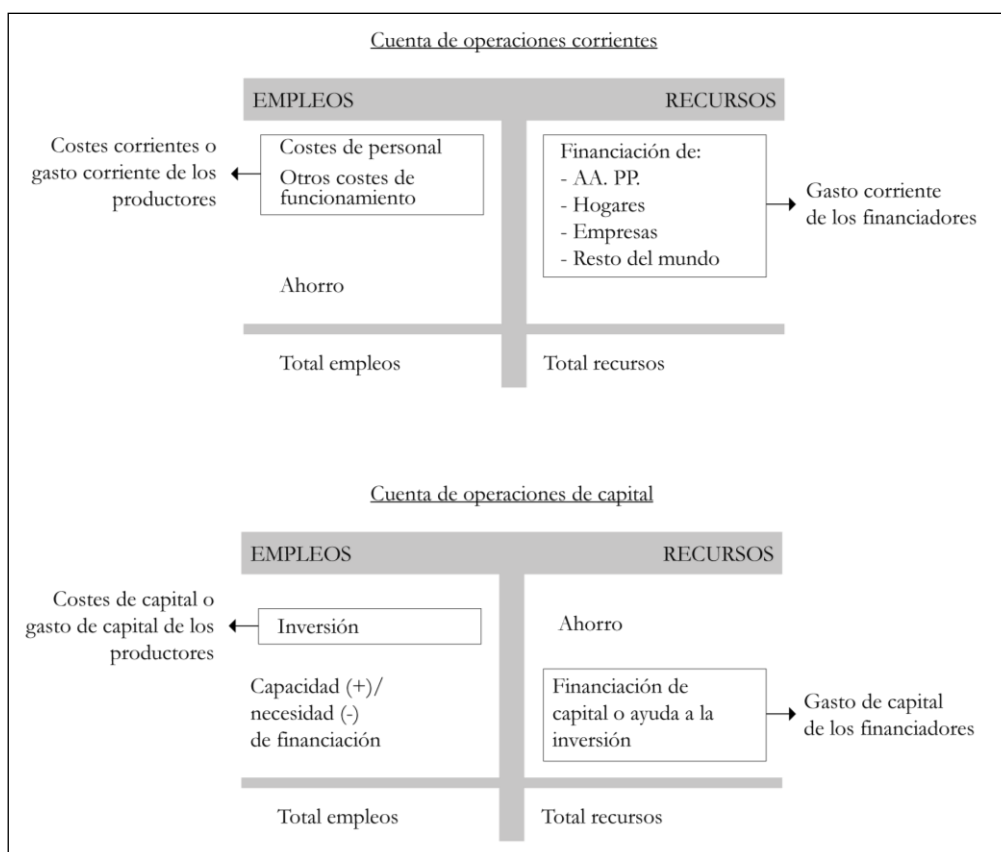 Cuenta de operaciones corrientes
EMPLEOS
RECURSOS
Costes corrientes o
gasto corriente de los
productores
Costes de personal
Otros costes de
funcionamiento
Financiación de:
- AA. PP.
- Hogares
- Empresas
- Resto del mundo
Gasto corriente
de los financiadores
Ahorro
Total empleos
Total recursos
Cuenta de operaciones de capital
EMPLEOS
RECURSOS
Costes de capital o
gasto de capital de los
productores
Inversión
Ahorro
Capacidad (+)/
necesidad (-)
de financiación
Financiación de
capital o ayuda a la
inversión
Gasto de capital
de los financiadores
Total empleos
Total recursos